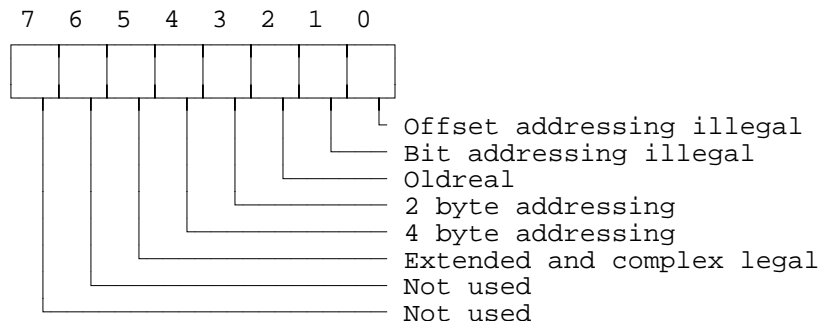 7 6 5 4 3 2 1 0
Offset addressing illegal
Bit addressing illegal
Oldreal
2 byte addressing
4 byte addressing
Extended and complex legal
Not used
Not used